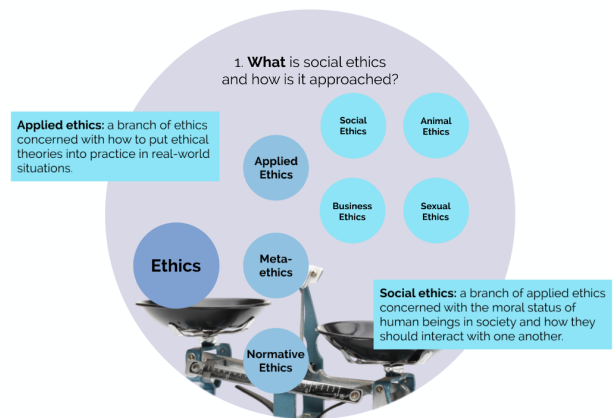 1. What is social ethics
and how is it approached?
Applied ethics: a branch of ethics
concerned with how to put ethical
theories into practice in real-world
situations.
Social
Ethics
Animal
Ethics
Applied
Ethics
Business
Ethics
Sexual
Ethics
Ethics
Meta-
ethics
Social ethics: a branch of applied ethics
concerned with the moral status of
human beings in society and how they
should interact with one another.
Normative
Ethics